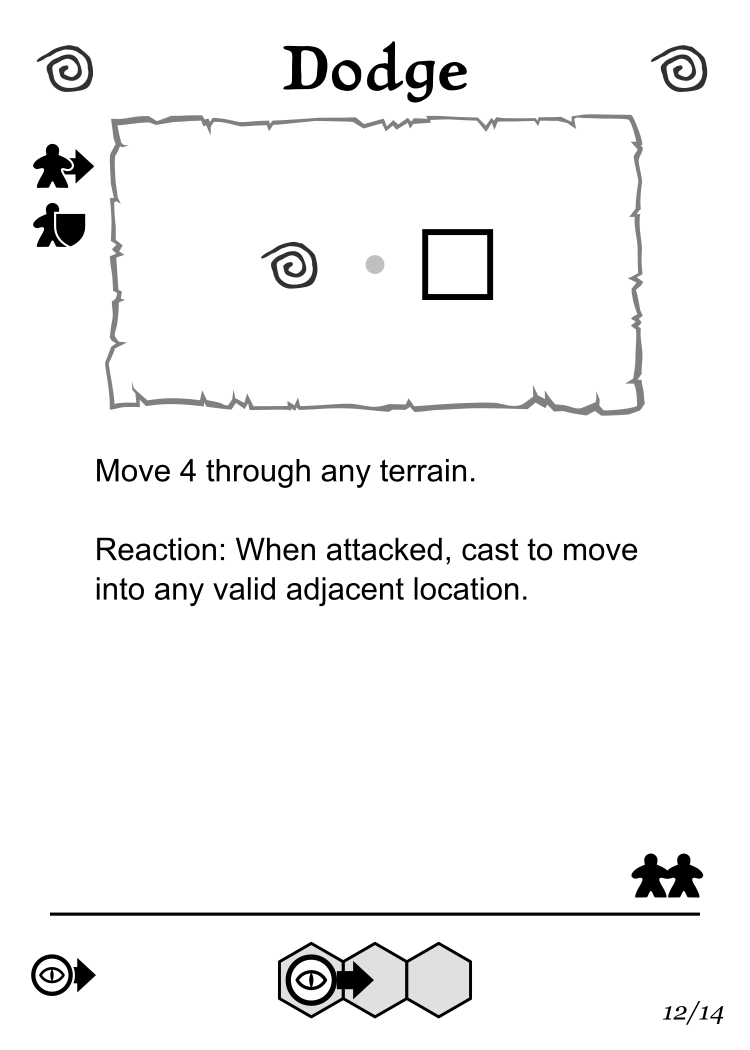 Dodge
Move 4 through any terrain.
Reaction: When attacked, cast to move
into any valid adjacent location.
12/14